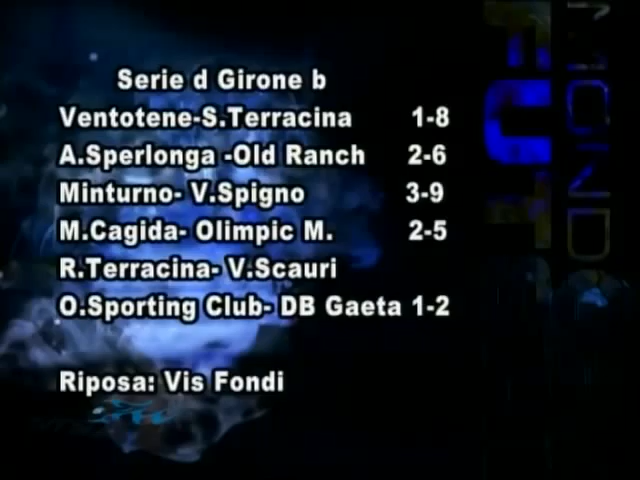 Serie d Girone b
Ventotene-S.Terracina 1-8
A.Sperlonga -Old Ranch 2-6
Minturno- V.Spigno 3-9
M.Cagida- Olimpic M. 2-5
R.Terracina- V.Scauri
O.Sporting Club- DB Gaeta 1-2
Riposa: Vis Fondi